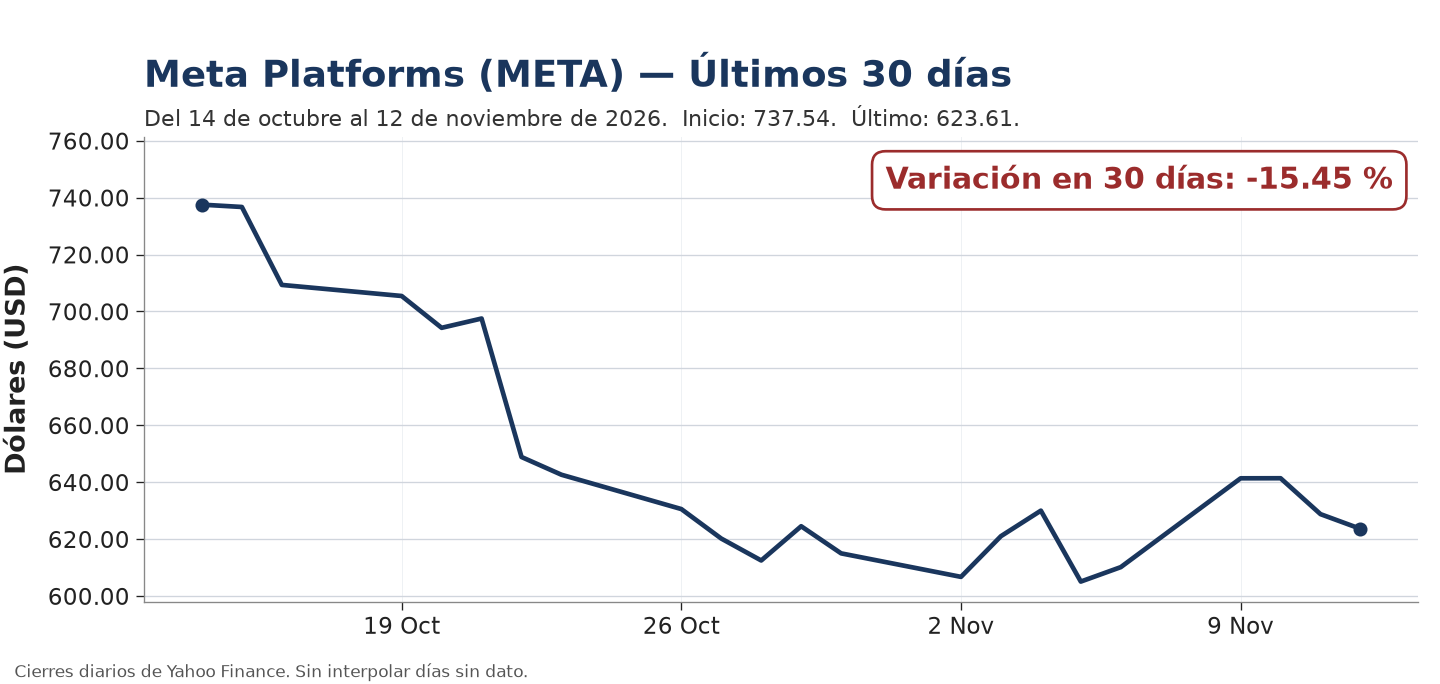 Meta Platforms (META) — Últimos 30 días
Del 14 de octubre al 12 de noviembre de 2026.  Inicio: 737.54.  Último: 623.61.
Variación en 30 días: -15.45 %
Dólares (USD)
760.00
740.00
720.00
700.00
680.00
660.00
640.00
620.00
600.00
19 Oct
26 Oct
2 Nov
9 Nov
Cierres diarios de Yahoo Finance. Sin interpolar días sin dato.